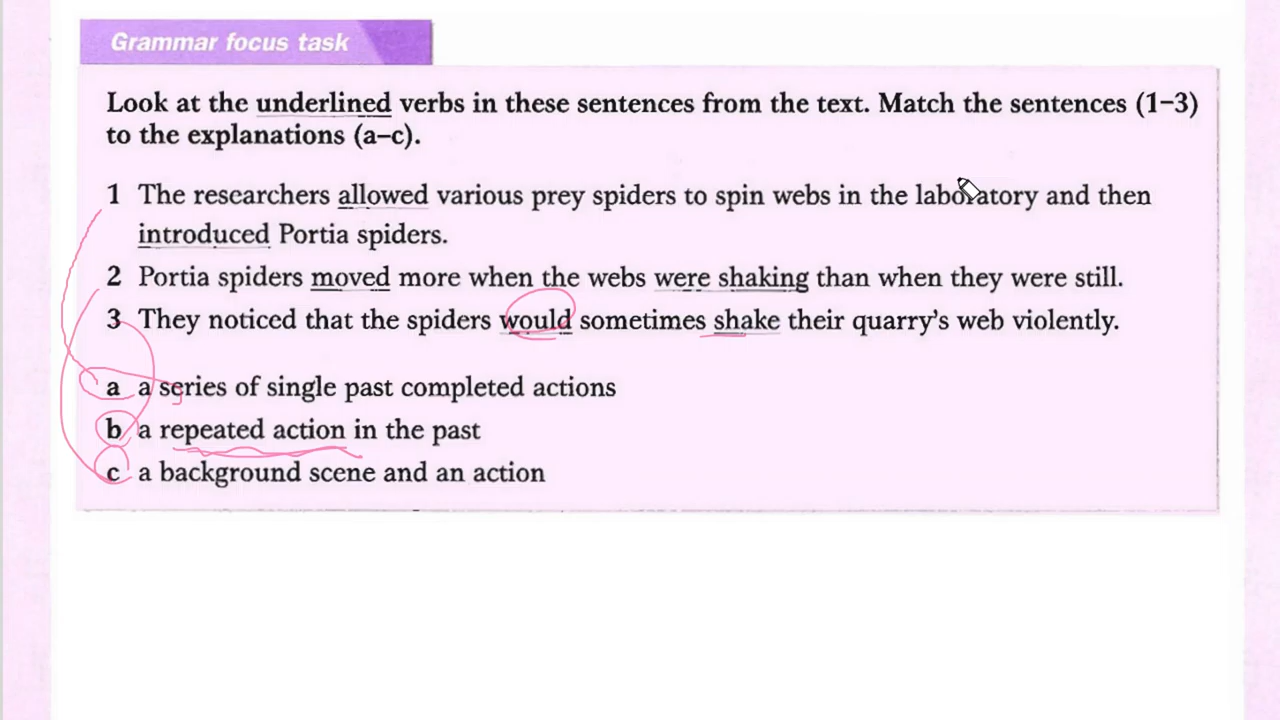 Grammar focus task
Look at the underlined verbs in these sentences from the text. Match the sentences (1–3)
to the explanations (a–c).
1 The researchers allowed various prey spiders to spin webs in the laboratory and then
introduced Portia spiders.
2 Portia spiders moved more when the webs were shaking than when they were still.
3 They noticed that the spiders would sometimes shake their quarry's web violently.
a a series of single past completed actions
b a repeated action in the past
c a background scene and an action